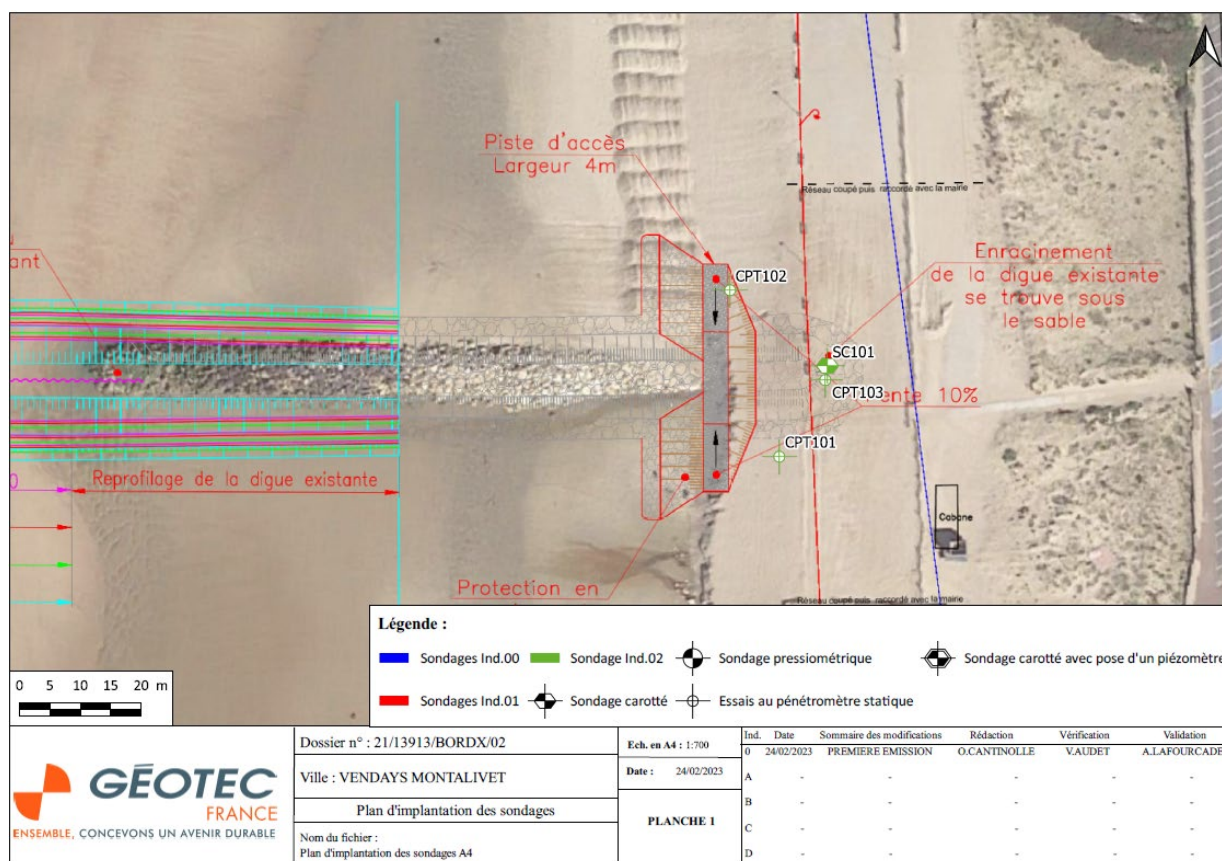 Piste d'accès
Largeur 4m
Réseau coupé puis raccordé avec la mairie
ant
CPT102
Enracinement
de la digue existante
se trouve sous
le sable
SC101
CPT103
ente 10%
CPT101
0
Reprofilage de la digue existante
Cabane
Protection en
Réseau coupé puis raccordé avec la mairie
Légende :
Sondages Ind.00
Sondage Ind.02
Sondage pressiométrique
Sondage carotté avec pose d'un piézomètre
Sondages Ind.01
Sondage carotté
Essais au pénétromètre statique
0 5 10 15 20 m
GÉOTEC
FRANCE
ENSEMBLE, CONCEVONS UN AVENIR DURABLE
Dossier n° : 21/13913/BORDX/02
Ville : VENDAYS MONTALIVET
Plan d'implantation des sondages
Nom du fichier :
Plan d'implantation des sondages A4
Ech. en A4 : 1:700
Date : 24/02/2023
PLANCHE 1
Ind. Date Sommaire des modifications Rédaction Vérification Validation
0 24/02/2023 PREMIERE EMISSION O.CANTINOLLE V.AUDET A.LAFOURCADE
A - - - - -
B - - - - -
C - - - - -
D - - - - -